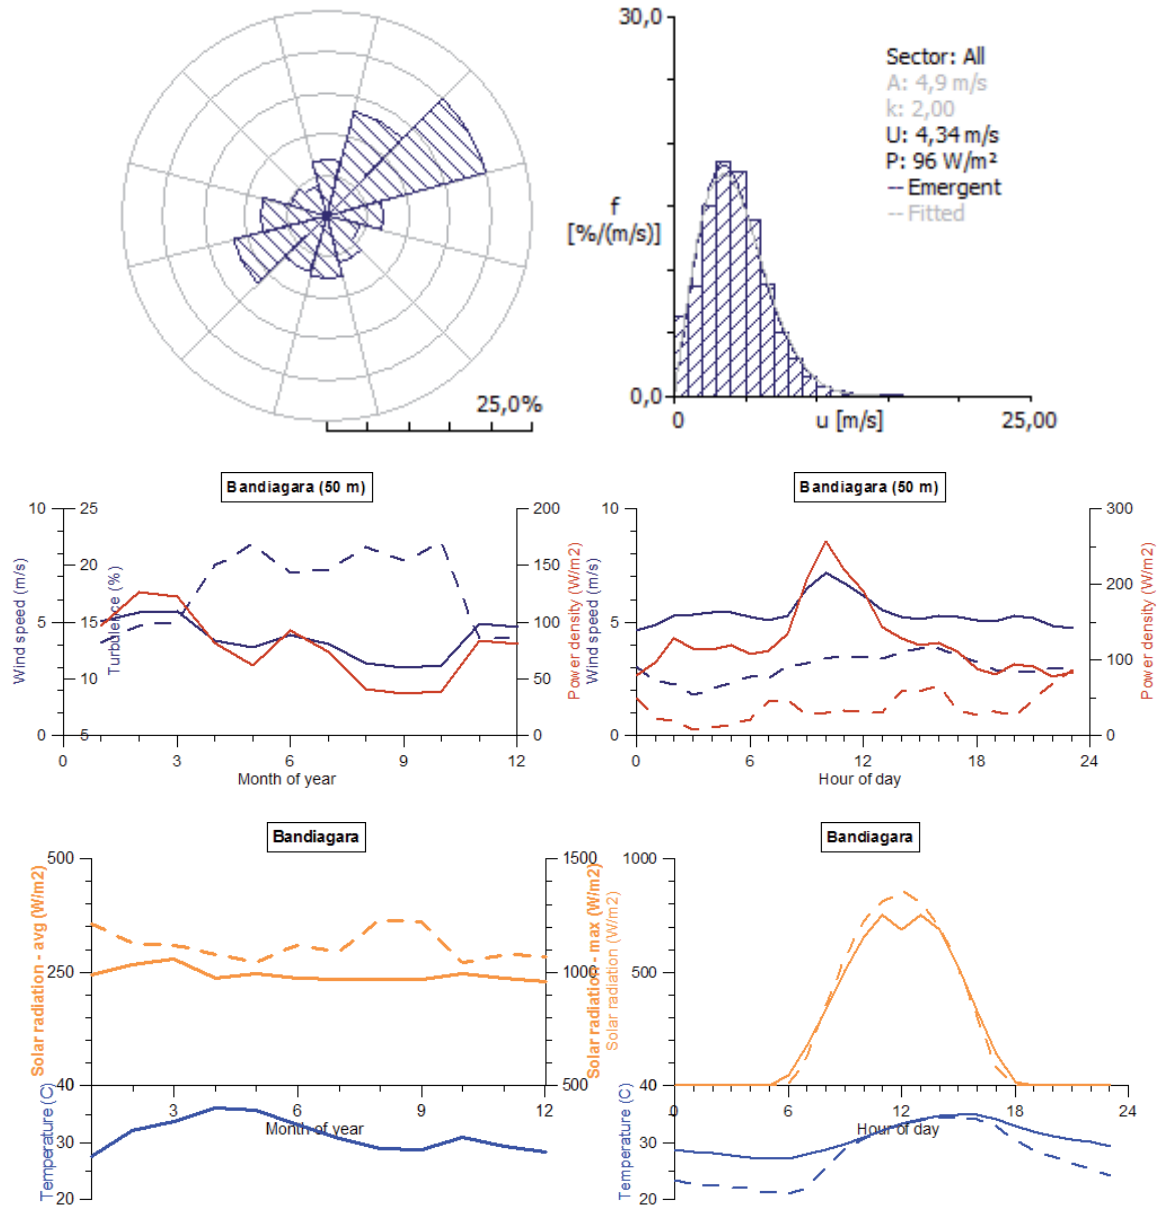 25,0%
30,0
f
[%/(m/s)]
0,0
0
u [m/s]
25,00
Sector: All
A: 4,9 m/s
k: 2,00
U: 4,34 m/s
P: 96 W/m²
-- Emergent
-- Fitted
Bandiagara (50 m)
10
5
0
Wind speed (m/s)
25
20
15
10
5
Turbulence (%)
200
150
100
50
0
Power density (W/m2)
0
3
6
9
12
Month of year
Bandiagara (50 m)
10
5
0
Wind speed (m/s)
300
200
100
0
Power density (W/m2)
0
6
12
18
24
Hour of day
Bandiagara
500
250
40
30
20
Solar radiation - avg (W/m2)
Temperature (C)
1500
1000
500
Solar radiation - max (W/m2)
3
6
9
12
Month of year
Bandiagara
1000
500
40
30
20
Solar radiation (W/m2)
Temperature (C)
0
6
12
18
24
Hour of day